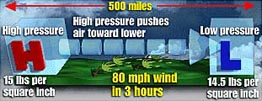 500 miles
High pressure
High pressure pushes
air toward lower
Low pressure
H
L
15 lbs per
square inch
80 mph wind
in 3 hours
14.5 lbs per
square inch